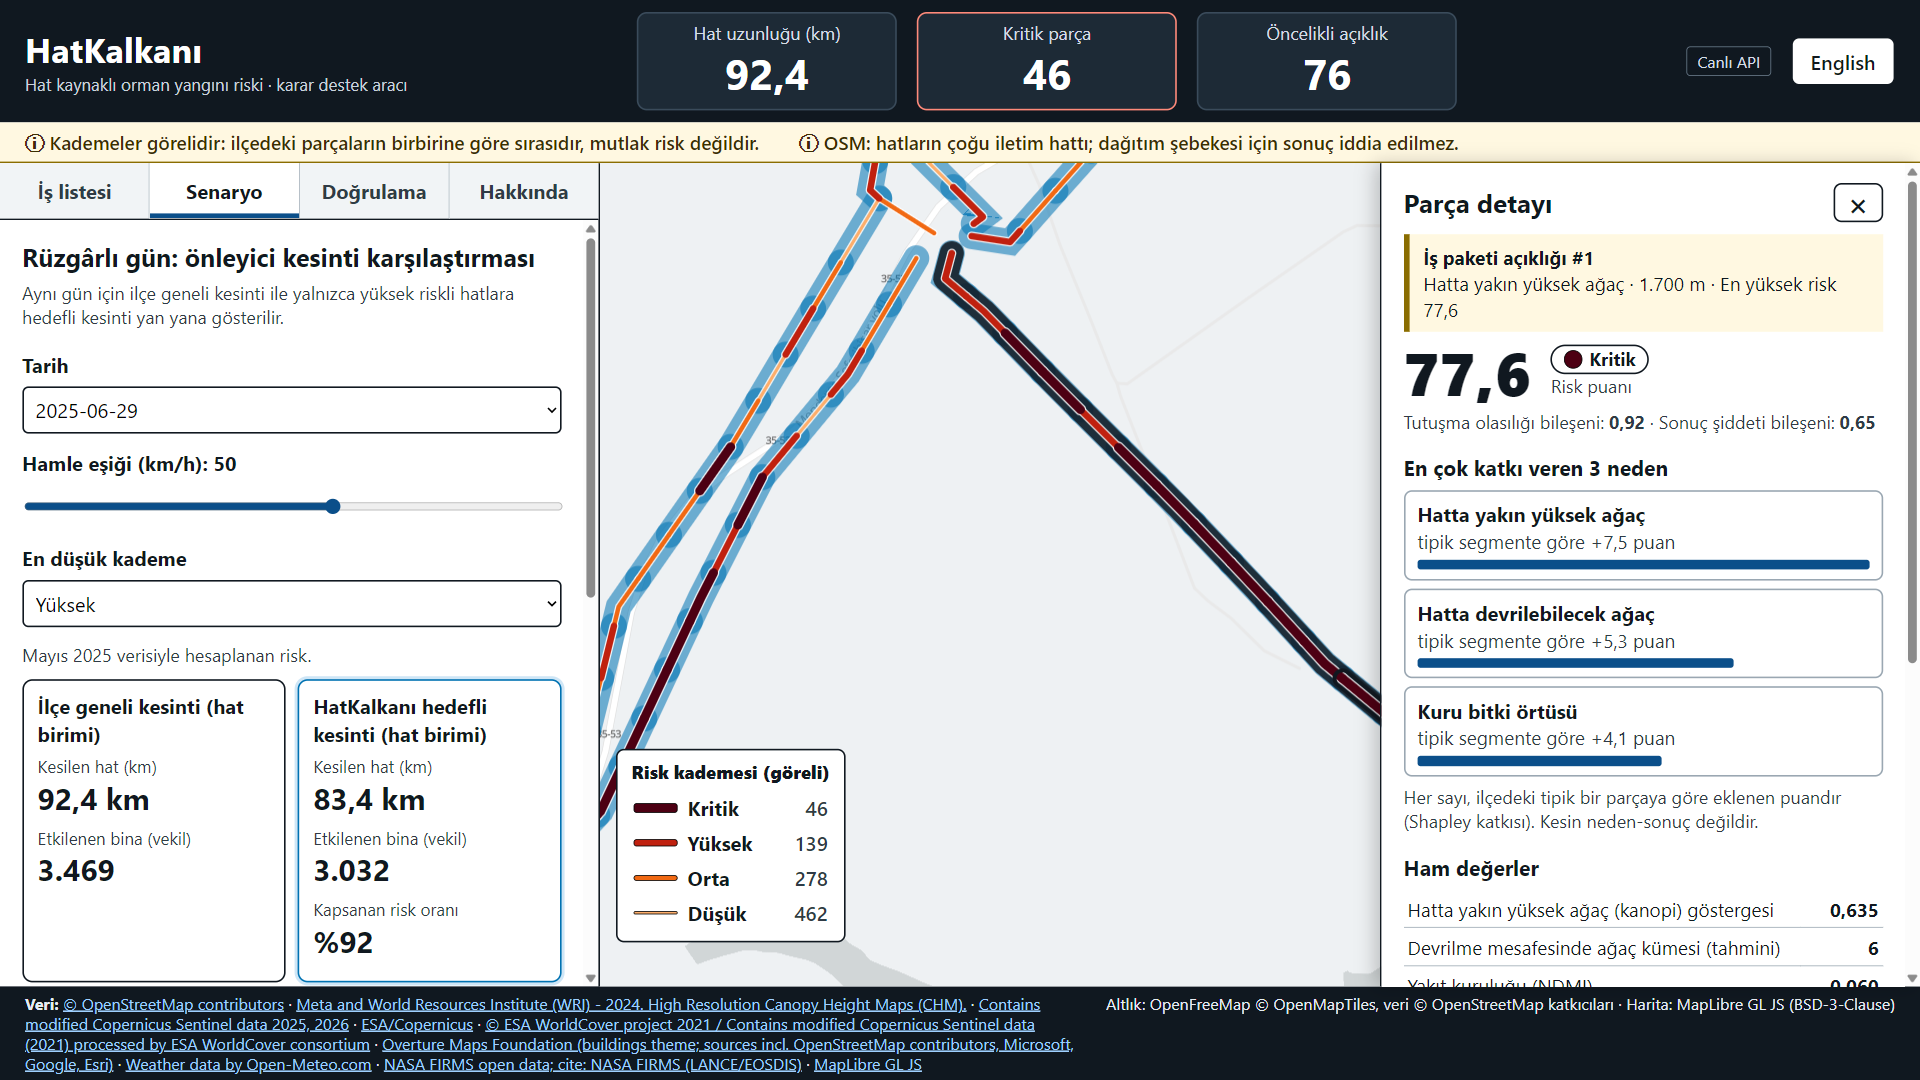 HatKalkanı
Hat kaynaklı orman yangını riski · karar destek aracı
Hat uzunluğu (km)
92,4
Kritik parça
46
Öncelikli açıklık
76
Canlı API
English
Kademeler görelidir: ilçedeki parçaların birbirine göre sırasıdır, mutlak risk değildir.
OSM: hatların çoğu iletim hattı; dağıtım şebekesi için sonuç iddia edilmez.
İş listesi
Senaryo
Doğrulama
Hakkında
Rüzgârlı gün: önleyici kesinti karşılaştırması
Aynı gün için ilçe geneli kesinti ile yalnızca yüksek riskli hatlara
hedefli kesinti yan yana gösterilir.
Tarih
2025-06-29
Hamle eşiği (km/h): 50
En düşük kademe
Yüksek
Mayıs 2025 verisiyle hesaplanan risk.
İlçe geneli kesinti (hat
birimi)
Kesilen hat (km)
92,4 km
Etkilenen bina (vekil)
3.469
HatKalkanı hedefli
kesinti (hat birimi)
Kesilen hat (km)
83,4 km
Etkilenen bina (vekil)
3.032
Kapsanan risk oranı
%92
Risk kademesi (göreli)
Kritik 46
Yüksek 139
Orta 278
Düşük 462
Parça detayı
İş paketi açıklığı #1
Hatta yakın yüksek ağaç · 1.700 m · En yüksek risk
77,6
77,6
Kritik
Risk puanı
Tutuşma olasılığı bileşeni: 0,92 · Sonuç şiddeti bileşeni: 0,65
En çok katkı veren 3 neden
Hatta yakın yüksek ağaç
tipik segmente göre +7,5 puan
Hatta devrilebilecek ağaç
tipik segmente göre +5,3 puan
Kuru bitki örtüsü
tipik segmente göre +4,1 puan
Her sayı, ilçedeki tipik bir parçaya göre eklenen puandır
(Shapley katkısı). Kesin neden-sonuç değildir.
Ham değerler
Hatta yakın yüksek ağaç (kanopi) göstergesi 0,635
Devrilme mesafesinde ağaç kümesi (tahmini) 6
Yakıt kuruluğu (NDMI) 0,060
Veri: © OpenStreetMap contributors · Meta and World Resources Institute (WRI) - 2024. High Resolution Canopy Height Maps (CHM). · Contains
modified Copernicus Sentinel data 2025, 2026 · ESA/Copernicus · © ESA WorldCover project 2021 / Contains modified Copernicus Sentinel data
(2021) processed by ESA WorldCover consortium · Overture Maps Foundation (buildings theme; sources incl. OpenStreetMap contributors, Microsoft,
Google, Esri) · Weather data by Open-Meteo.com · NASA FIRMS open data; cite: NASA FIRMS (LANCE/EOSDIS) · MapLibre GL JS
Altlık: OpenFreeMap © OpenMapTiles, veri © OpenStreetMap katkıcıları · Harita: MapLibre GL JS (BSD-3-Clause)